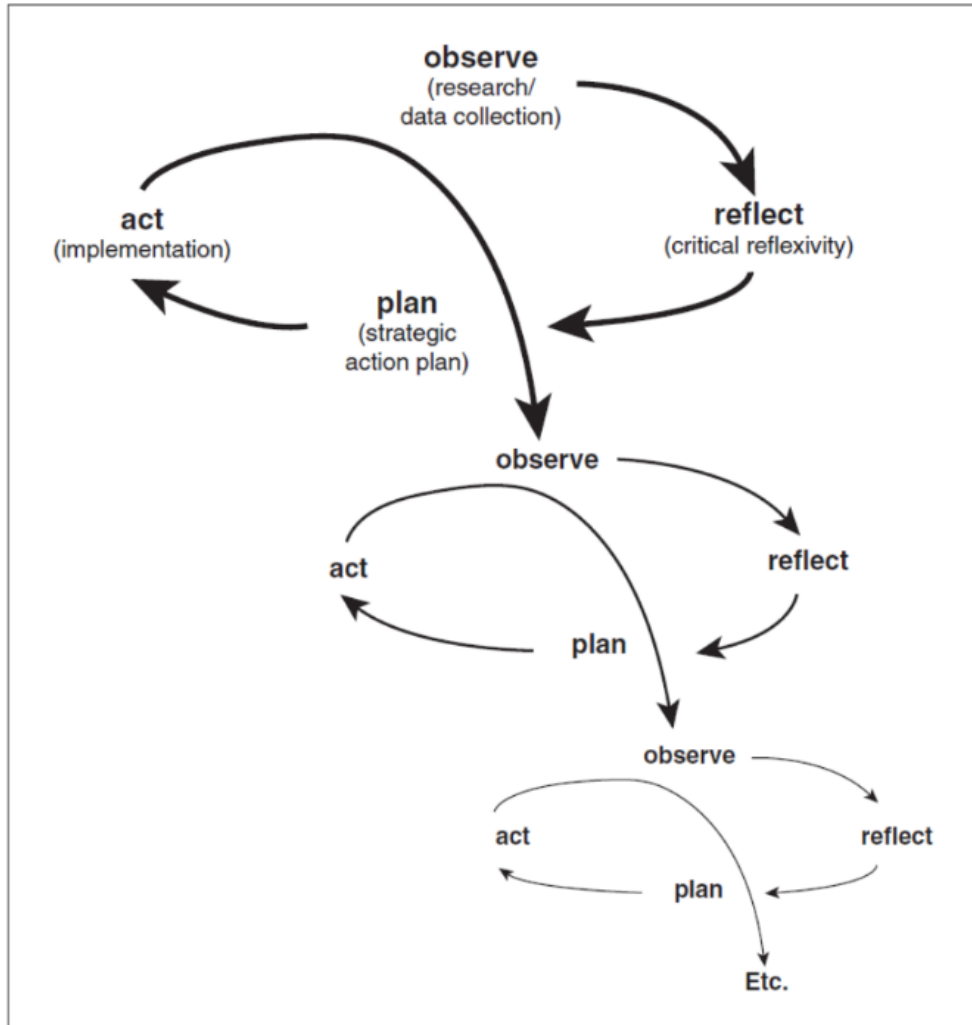 observe
(research/
data collection)
act
(implementation)
reflect
(critical reflexivity)
plan
(strategic
action plan)
observe
act
reflect
plan
observe
act
reflect
plan
Etc.